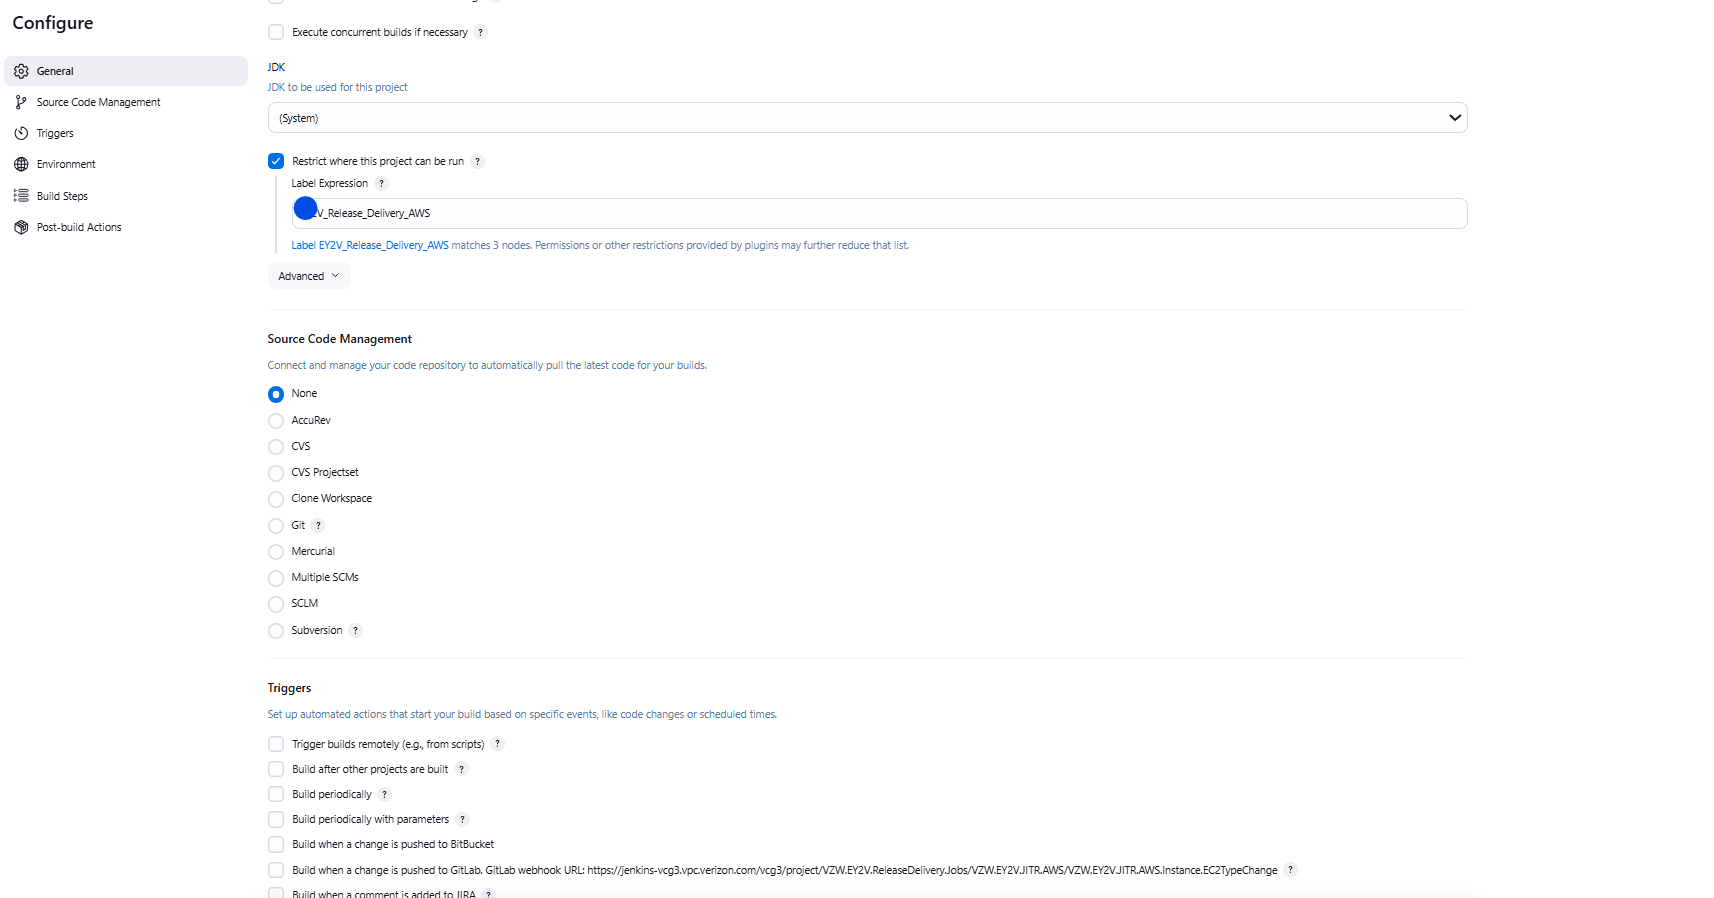 Configure
General
Source Code Management
Triggers
Environment
Build Steps
Post-build Actions
Execute concurrent builds if necessary ?
JDK
JDK to be used for this project
(System)
Restrict where this project can be run ?
Label Expression ?
V_Release_Delivery_AWS
Label EY2V_Release_Delivery_AWS matches 3 nodes. Permissions or other restrictions provided by plugins may further reduce that list.
Advanced
Source Code Management
Connect and manage your code repository to automatically pull the latest code for your builds.
None
AccuRev
CVS
CVS Projectset
Clone Workspace
Git ?
Mercurial
Multiple SCMs
SCLM
Subversion ?
Triggers
Set up automated actions that start your build based on specific events, like code changes or scheduled times.
Trigger builds remotely (e.g., from scripts) ?
Build after other projects are built ?
Build periodically ?
Build periodically with parameters ?
Build when a change is pushed to BitBucket
Build when a change is pushed to GitLab. GitLab webhook URL: https://jenkins-vcg3.vpc.verizon.com/vcg3/project/VZW.EY2V.ReleaseDelivery.Jobs/VZW.EY2V.JITR.AWS/VZW.EY2V.JITR.AWS.Instance.EC2TypeChange ?
Build when a comment is added to JIRA ?